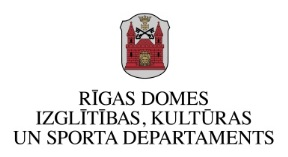 RĪGAS DOMES
IZGLĪTĪBAS, KULTŪRAS
UN SPORTA DEPARTAMENTS